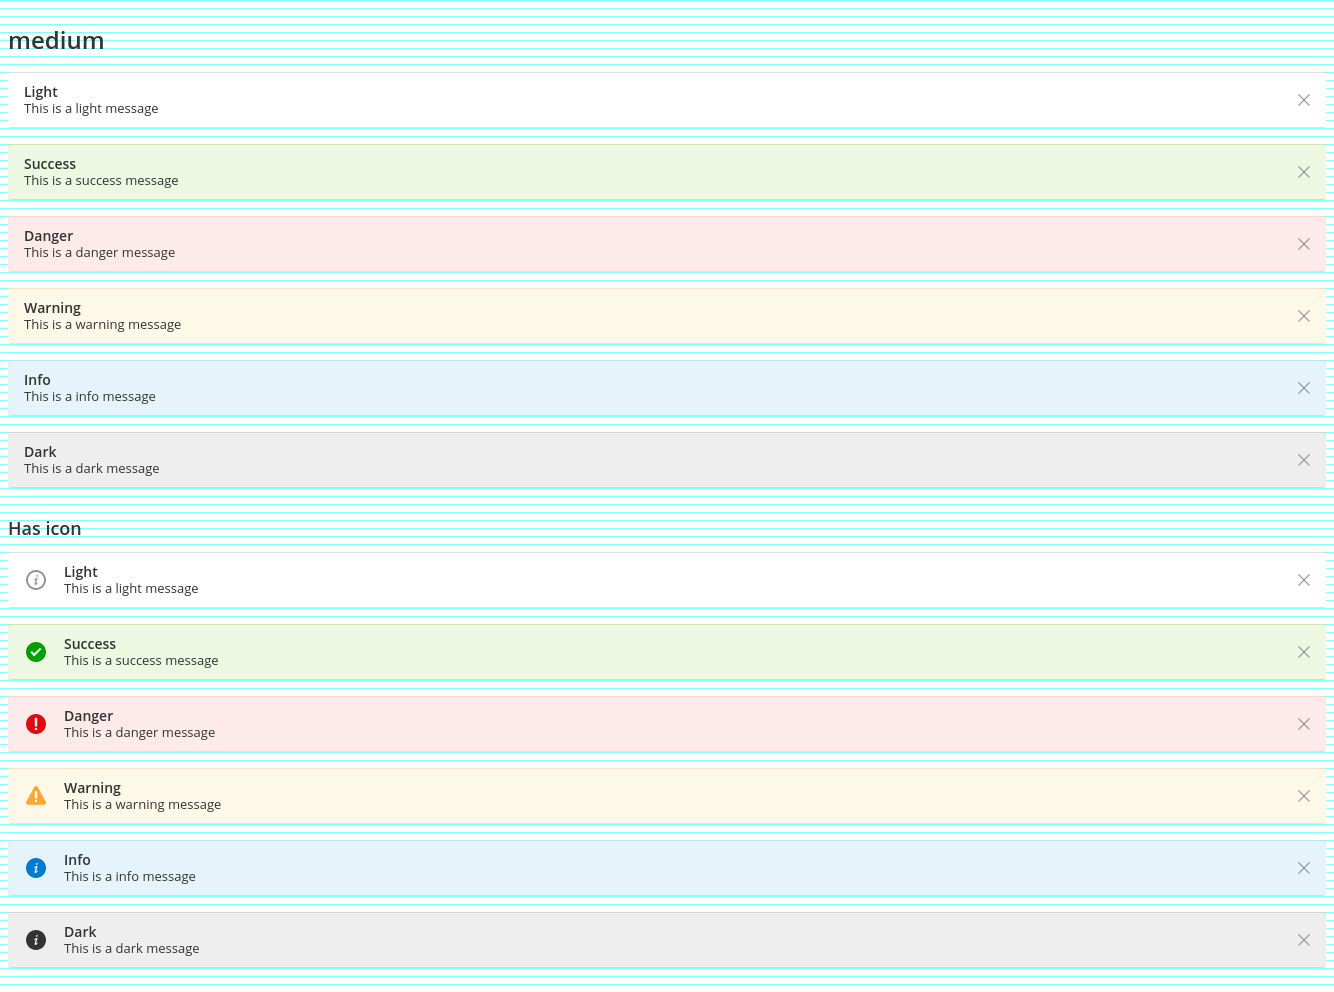 medium
Light
This is a light message
Success
This is a success message
Danger
This is a danger message
Warning
This is a warning message
Info
This is a info message
Dark
This is a dark message
Has icon
Light
This is a light message
Success
This is a success message
Danger
This is a danger message
Warning
This is a warning message
Info
This is a info message
Dark
This is a dark message